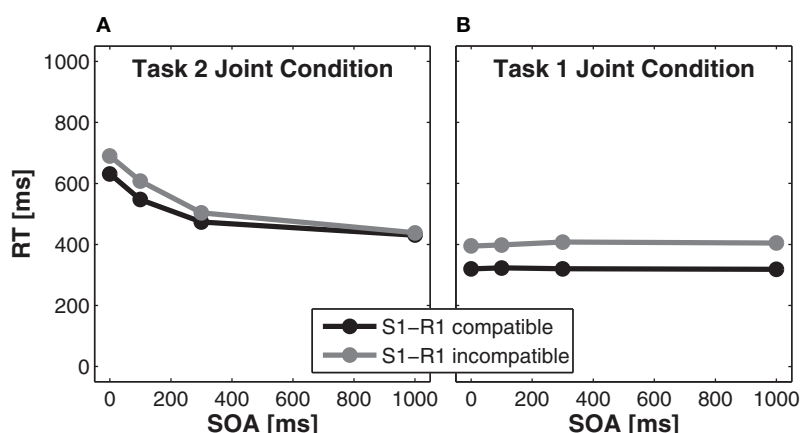 A
B
Task 2 Joint Condition
Task 1 Joint Condition
RT [ms]
1000
800
600
400
200
0
S1−R1 compatible
S1−R1 incompatible
0 200 400 600 800 1000
0 200 400 600 800 1000
SOA [ms]
SOA [ms]